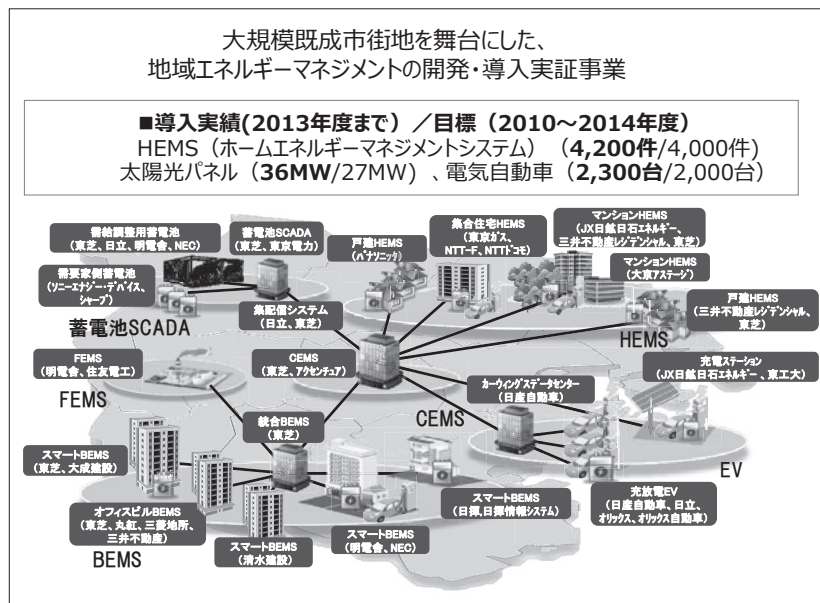 大規模既成市街地を舞台にした、
地域エネルギーマネジメントの開発・導入実証事業
■導入実績(2013年度まで）／目標（2010～2014年度）
HEMS（ホームエネルギーマネジメントシステム）（4,200件/4,000件）
太陽光パネル（36MW/27MW）、電気自動車（2,300台/2,000台）
需給調整用蓄電池
(東芝、日立、明電舎、NEC)
蓄電池SCADA
(東芝、東京電力)
戸建HEMS
(パナソニック)
集合住宅HEMS
(東京ガス、
NTT-F、NTTドコモ)
マンションHEMS
(JX日鉱日石エネルギー、
三井不動産レジデンシャル、東芝)
マンションHEMS
(大京アステージ)
需要家側蓄電池
(ソニーエナジー・デバイス、
シャープ)
集配信システム
(日立、東芝)
戸建HEMS
(三井不動産レジデンシャル、
東芝)
蓄電池SCADA
HEMS
FEMS
(明電舎、住友電工)
CEMS
(東芝、アクセンチュア)
充電ステーション
(JX日鉱日石エネルギー、東工大)
カーウィングスデータセンター
(日産自動車)
FEMS
CEMS
統合BEMS
(東芝)
EV
スマートBEMS
(東芝、大成建設)
オフィスビルBEMS
(東芝、丸紅、三菱地所、
三井不動産)
スマートBEMS
(清水建設)
スマートBEMS
(明電舎、NEC)
スマートBEMS
(日揮、日揮情報システム)
充放電EV
(日産自動車、日立、
オリックス、オリックス自動車)
BEMS